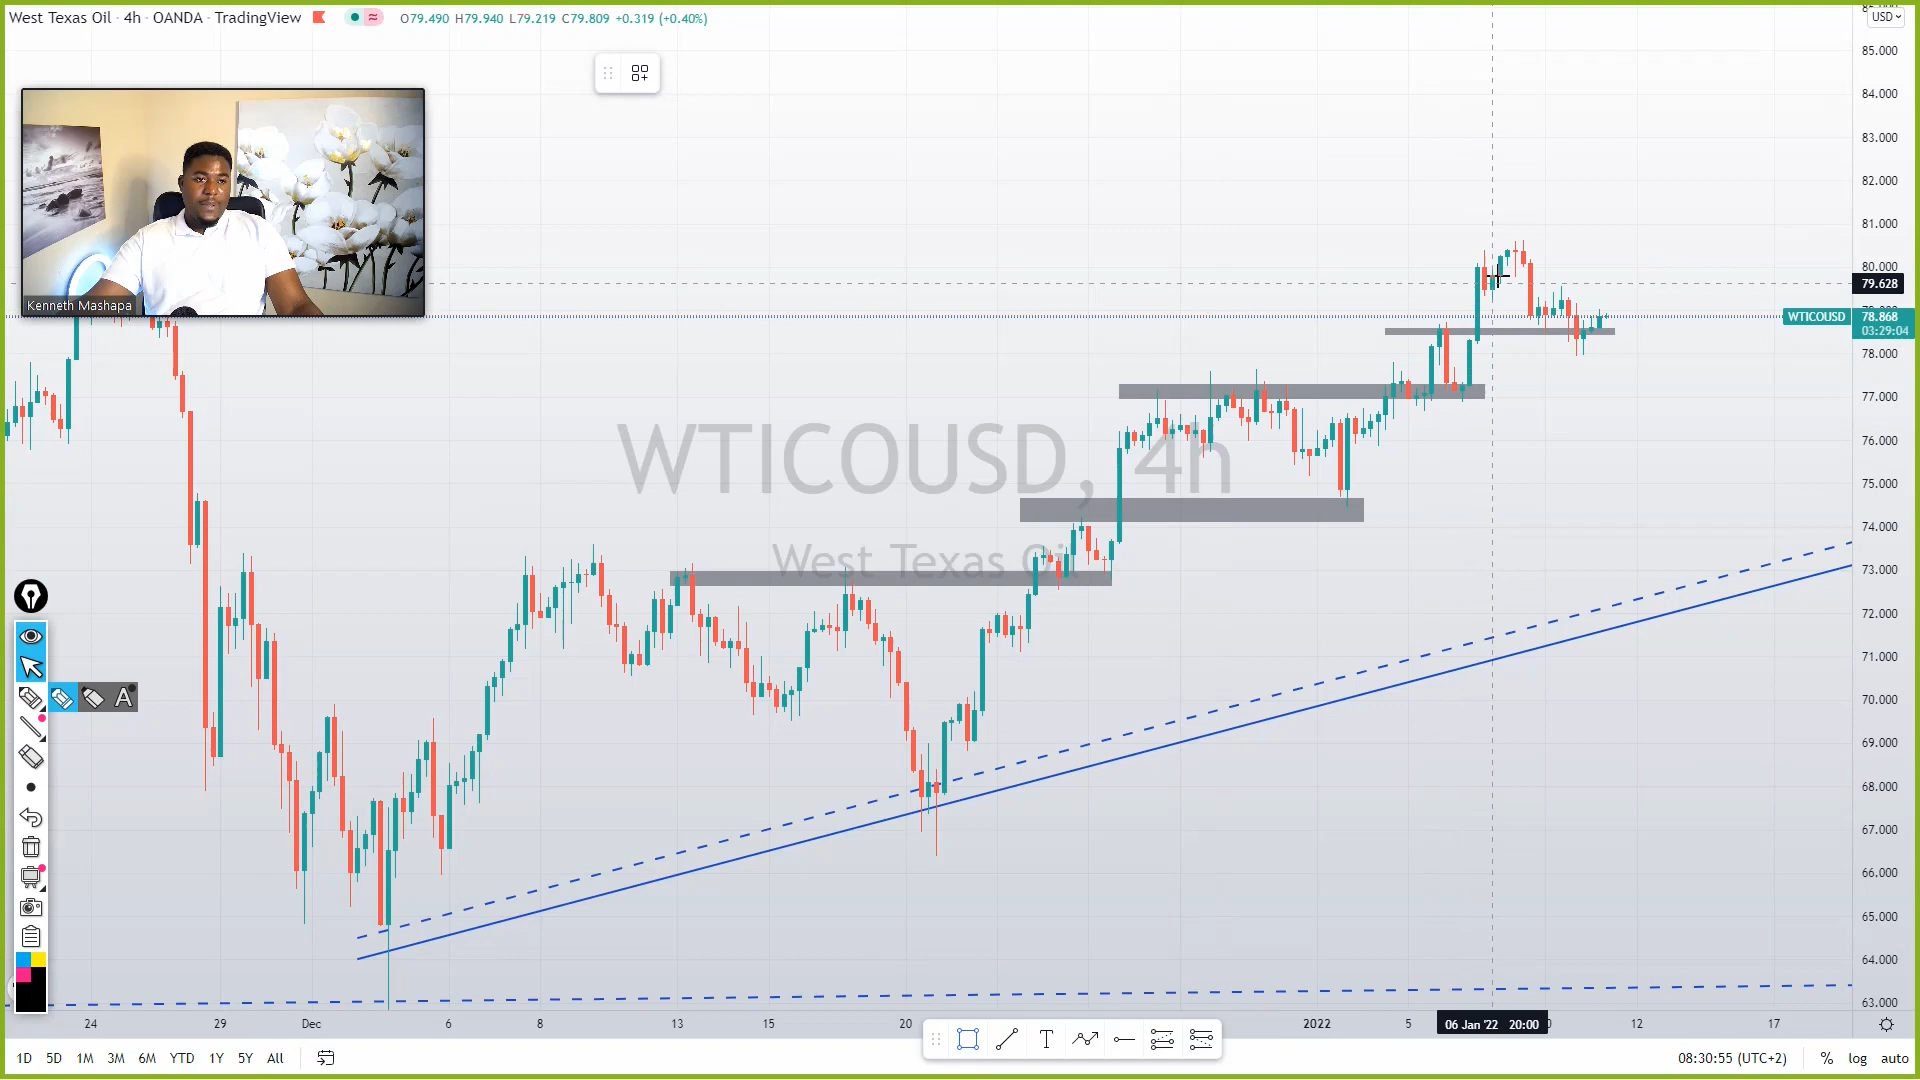 West Texas Oil · 4h · OANDA · TradingView
O79.490 H79.940 L79.219 C79.809 +0.319 (+0.40%)
USD
85.000
84.000
83.000
82.000
81.000
80.000
79.628
WTICOUSD 78.868
03:29:04
78.000
77.000
76.000
75.000
74.000
73.000
72.000
71.000
70.000
69.000
68.000
67.000
66.000
65.000
64.000
63.000
Kenneth Mashapa
WTICOUSD, 4h
West Texas Oil
A
24 29 Dec 6 8 13 15 20 2022 5 06 Jan '22 20:00 12 17
T
1D 5D 1M 3M 6M YTD 1Y 5Y All
08:30:55 (UTC+2) % log auto